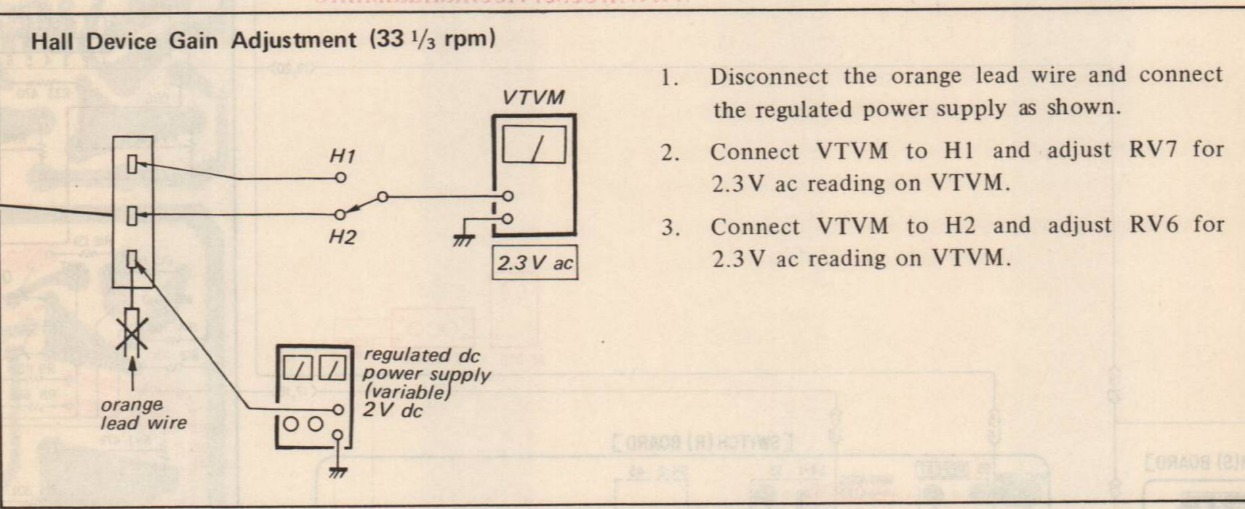 Hall Device Gain Adjustment (33 1/3 rpm)
VTVM
H1
H2
2.3 V ac
orange
lead wire
regulated dc
power supply
(variable)
2V dc
1. Disconnect the orange lead wire and connect
the regulated power supply as shown.
2. Connect VTVM to H1 and adjust RV7 for
2.3V ac reading on VTVM.
3. Connect VTVM to H2 and adjust RV6 for
2.3V ac reading on VTVM.
[SWITCH (R) BOARD]